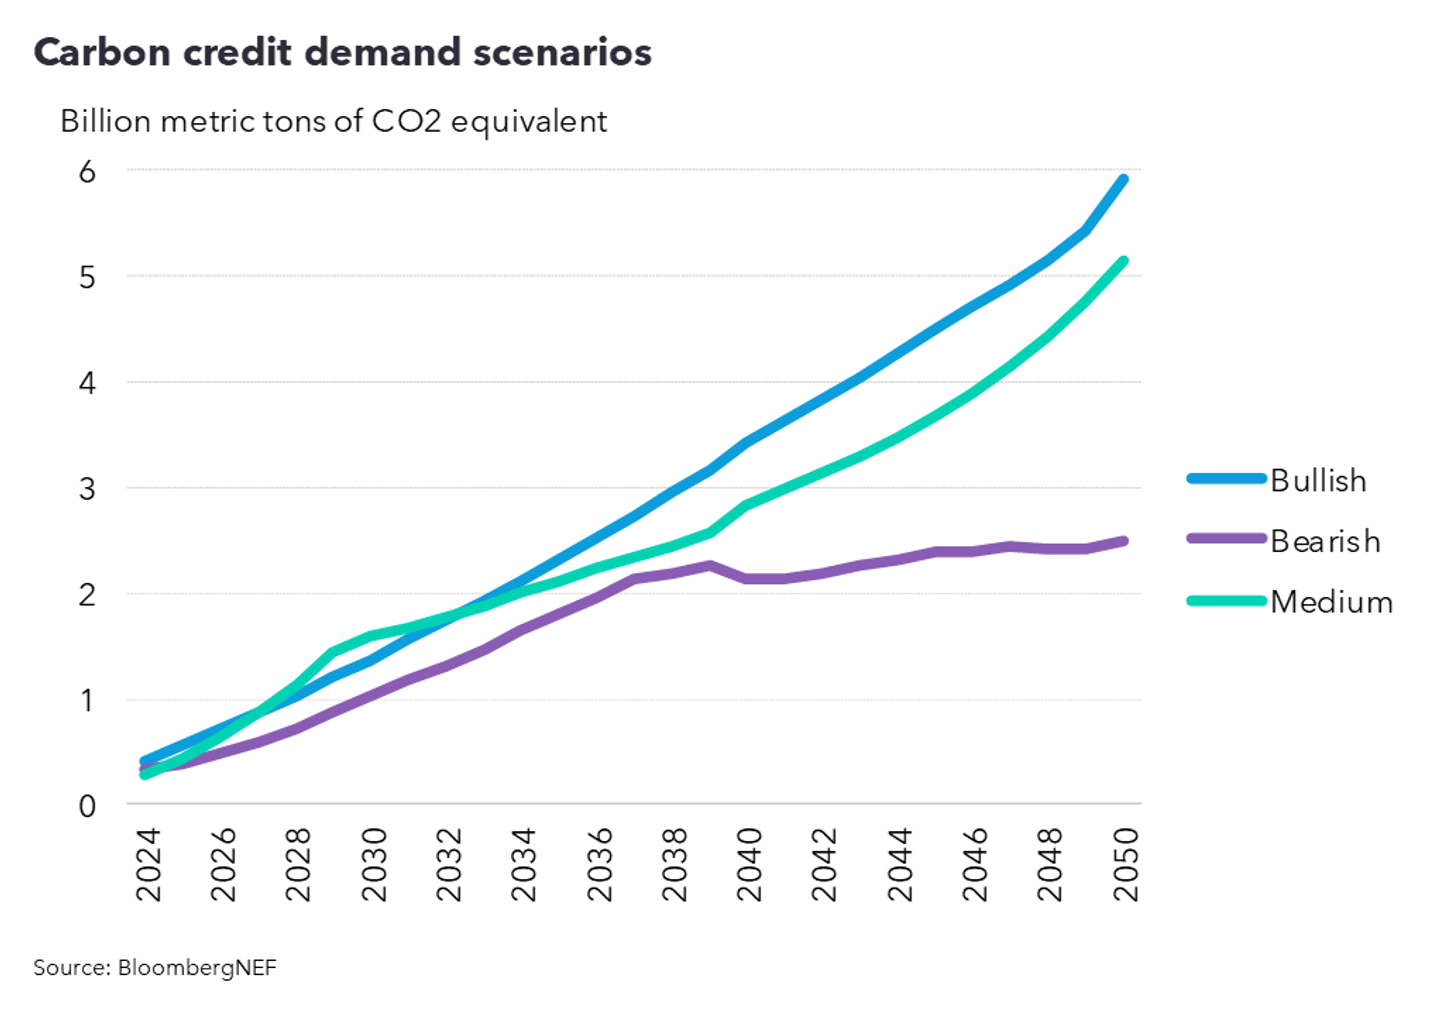 Carbon credit demand scenarios
Billion metric tons of CO2 equivalent
6
5
4
3
2
1
0
2024 2026 2028 2030 2032 2034 2036 2038 2040 2042 2044 2046 2048 2050
Bullish
Bearish
Medium
Source: BloombergNEF